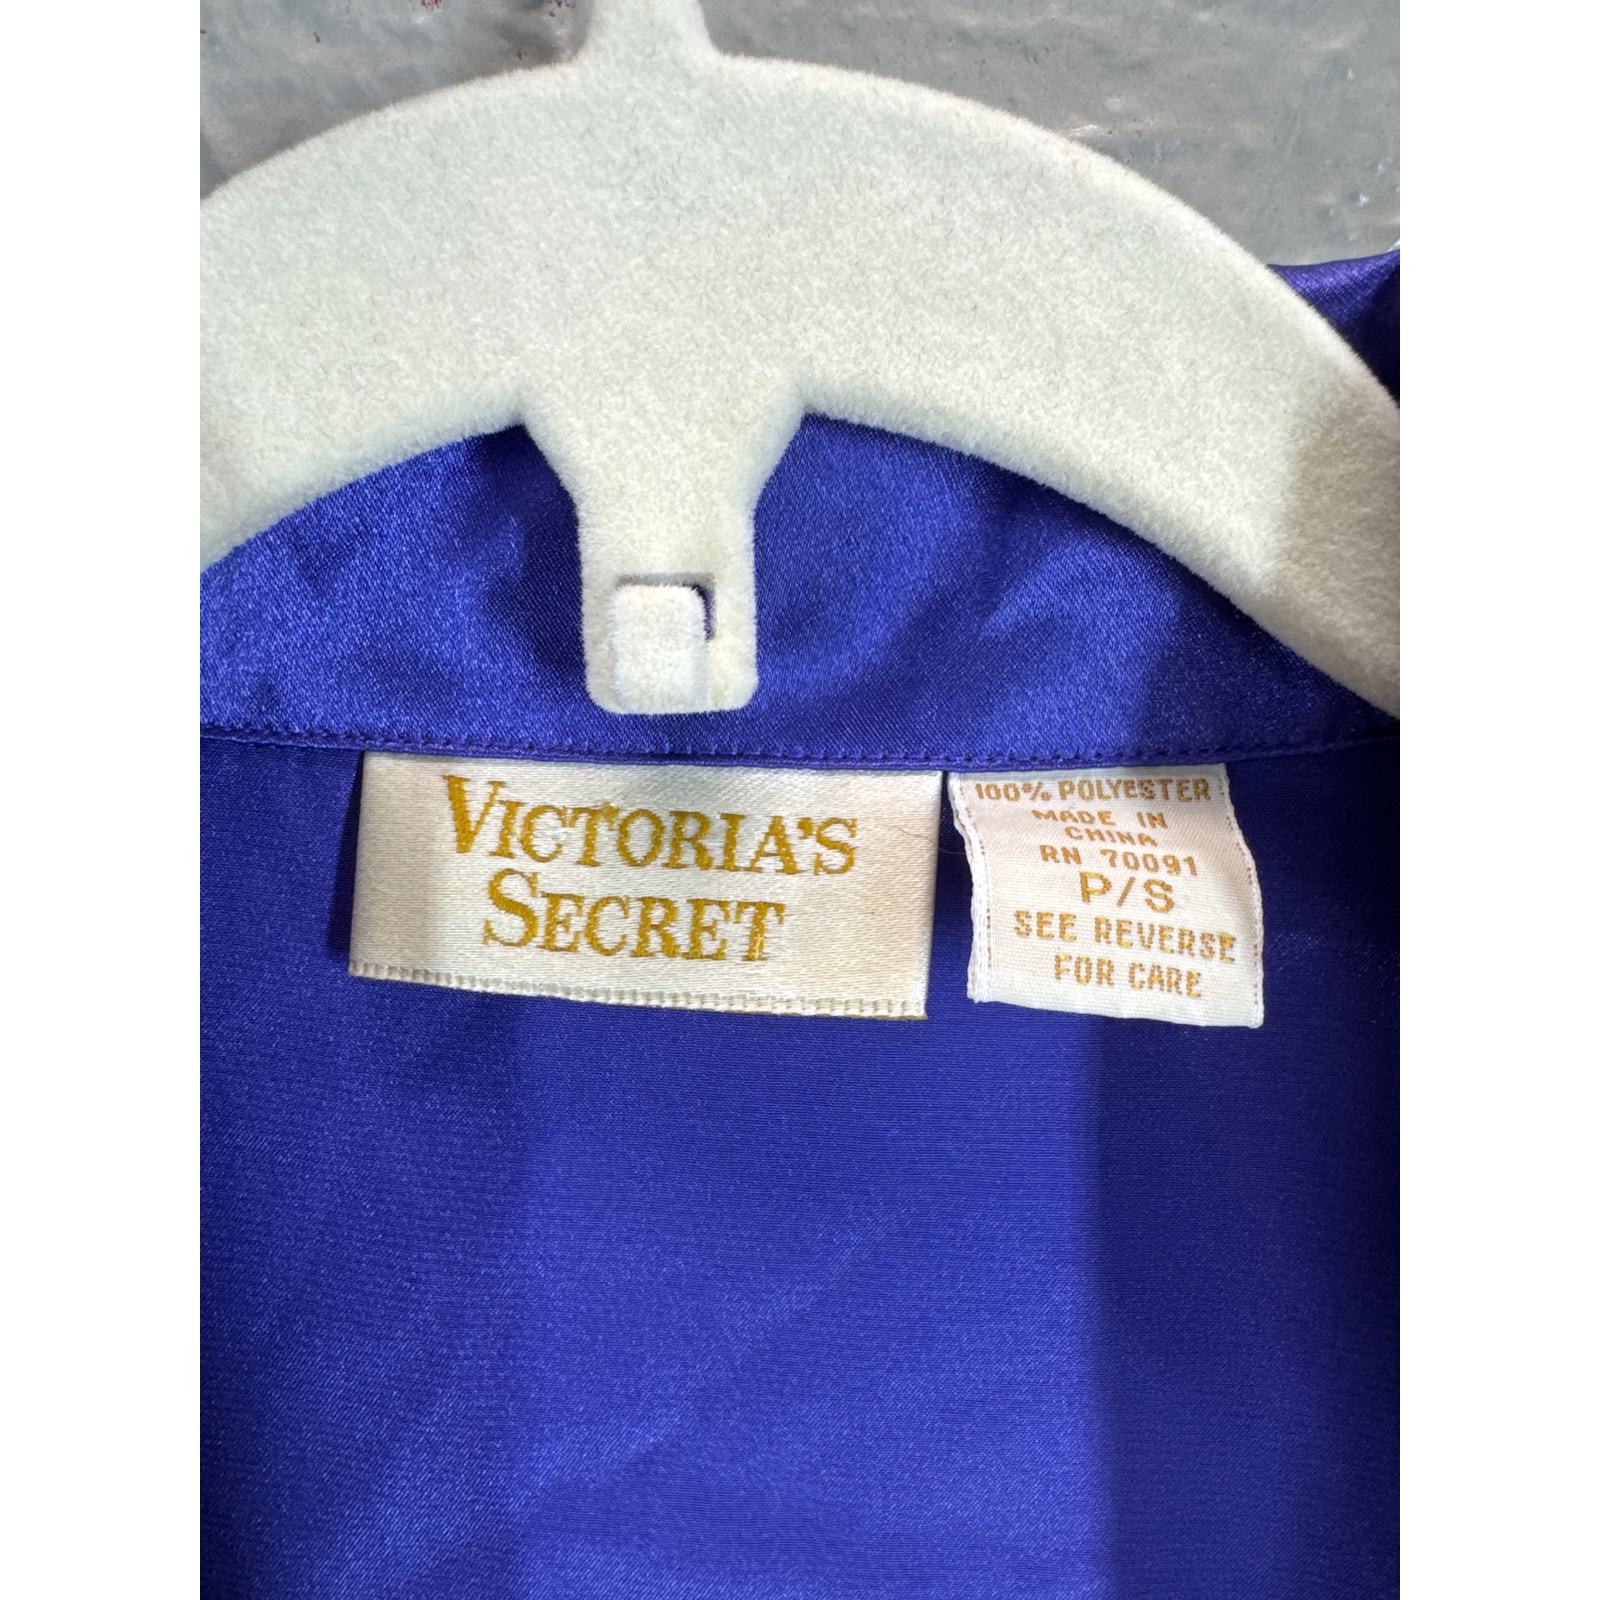 VICTORIA'S
SECRET
100% POLYESTER
MADE IN
CHINA
RN 70091
P/S
SEE REVERSE
FOR CARE